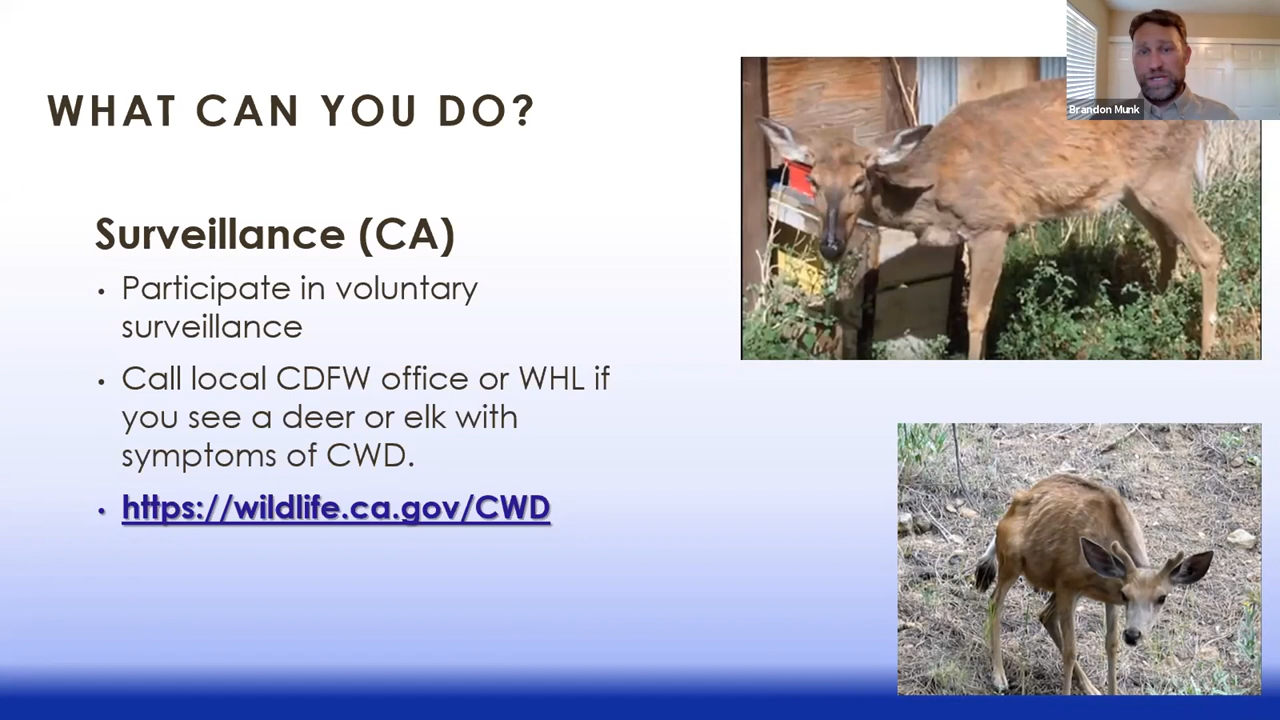 WHAT CAN YOU DO?
Brandon Munk
Surveillance (CA)
• Participate in voluntary
surveillance
• Call local CDFW office or WHL if
you see a deer or elk with
symptoms of CWD.
• https://wildlife.ca.gov/CWD